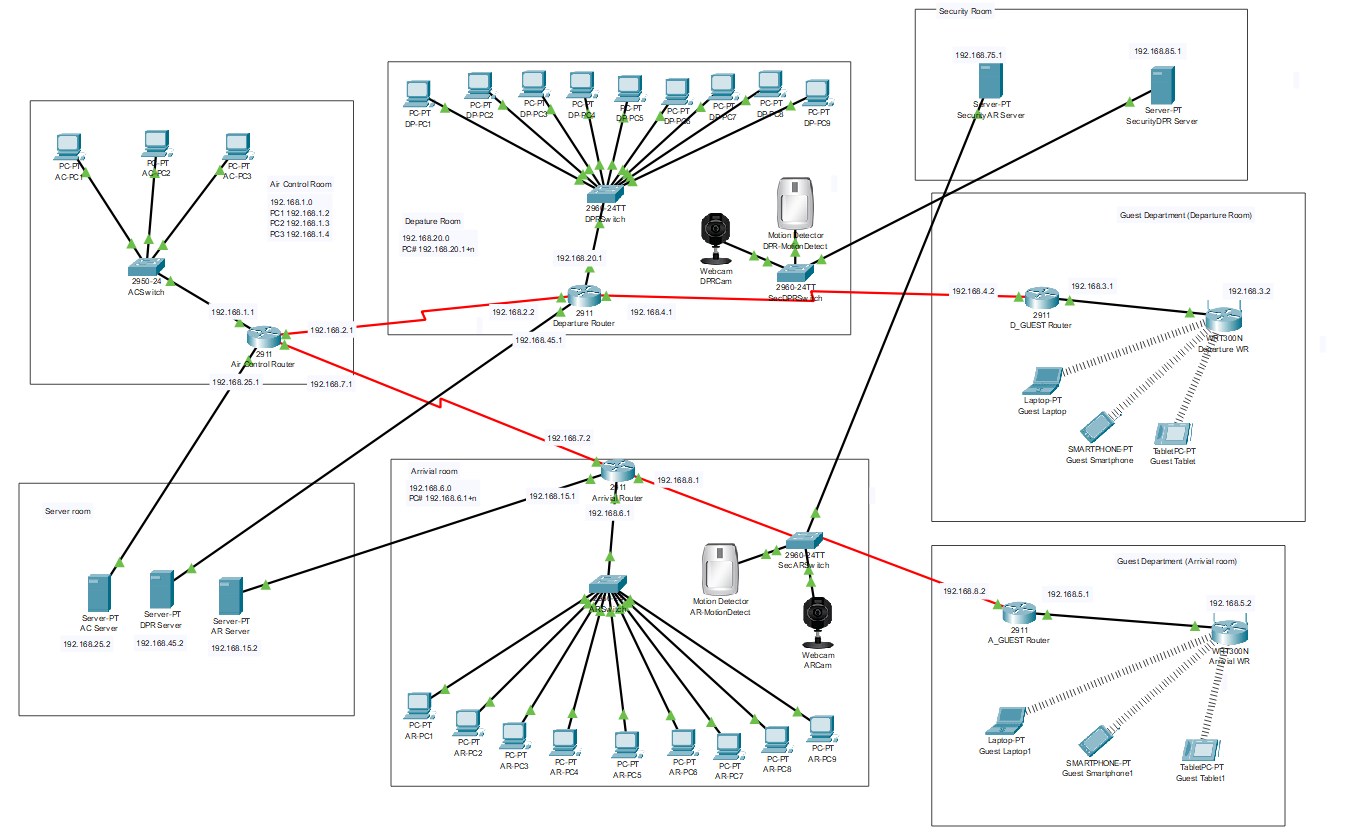 Security Room
192.168.75.1
192.168.85.1
Server-PT
SecurityAR Server
Server-PT
SecurityDPR Server
PC-PT
DP-PC1
PC-PT
DP-PC2
PC-PT
DP-PC3
PC-PT
DP-PC4
PC-PT
DP-PC5
PC-PT
DP-PC6
PC-PT
DP-PC7
PC-PT
DP-PC8
PC-PT
DP-PC9
PC-PT
AC-PC1
PC-PT
AC-PC2
PC-PT
AC-PC3
Air Control Room
192.168.1.0
PC1 192.168.1.2
PC2 192.168.1.3
PC3 192.168.1.4
2950-24
ACSwitch
192.168.1.1
2911
Air Control Router
192.168.2.1
192.168.25.1
192.168.7.1
2960-24TT
DPRSwitch
Depature Room
192.168.20.0
PC# 192.168.20.1+n
192.168.20.1
Webcam
DPRCam
Motion Detector
DPR-MotionDetect
2960-24TT
SecDPRSwitch
192.168.2.2
2911
Departure Router
192.168.4.1
192.168.45.1
Guest Department (Departure Room)
192.168.4.2
192.168.3.1
192.168.3.2
2911
D_GUEST Router
WRT300N
Departure WR
Laptop-PT
Guest Laptop
SMARTPHONE-PT
Guest Smartphone
TabletPC-PT
Guest Tablet
192.168.7.2
Arrivial room
192.168.6.0
PC# 192.168.6.1+n
192.168.15.1
2911
Arrivial Router
192.168.8.1
192.168.6.1
2960-24TT
SecARSwitch
Motion Detector
AR-MotionDetect
Webcam
ARCam
ARSwitch
PC-PT
AR-PC1
PC-PT
AR-PC2
PC-PT
AR-PC3
PC-PT
AR-PC4
PC-PT
AR-PC5
PC-PT
AR-PC6
PC-PT
AR-PC7
PC-PT
AR-PC8
PC-PT
AR-PC9
Server room
Server-PT
AC Server
192.168.25.2
Server-PT
DPR Server
192.168.45.2
Server-PT
AR Server
192.168.15.2
Guest Department (Arrivial room)
192.168.8.2
192.168.5.1
192.168.5.2
2911
A_GUEST Router
WRT300N
Arrivial WR
Laptop-PT
Guest Laptop1
SMARTPHONE-PT
Guest Smartphone1
TabletPC-PT
Guest Tablet1